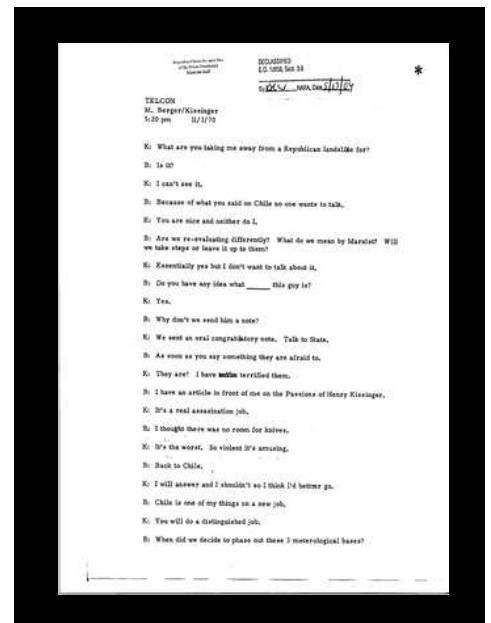 DECLASSIFIED
E.O. 12958, Sect. 3.6
NARA, Date 5/13/04
*
TELCON
M. Berger/Kissinger
5:20 pm 11/3/70
K: What are you taking me away from a Republican landslide for?
B: Is it?
K: I can't see it.
B: Because of what you said on Chile no one wants to talk.
K: You are nice and neither do I.
B: Are we re-evaluating differently? What do we mean by Marxist? Will
we take steps or leave it up to them?
K: Essentially yes but I don't want to talk about it.
B: Do you have any idea what ______ this guy is?
K: Yes.
B: Why don't we send him a note?
K: We sent an oral congratulatory note. Talk to State.
B: As soon as you say something they are afraid to.
K: They are? I have terrified them.
B: I have an article in front of me on the Passions of Henry Kissinger.
K: It's a real assasination job.
B: I thought there was no room for knives.
K: It's the worst. So violent it's amusing.
B: Back to Chile.
K: I will answer and I shouldn't so I think I'd better go.
B: Chile is one of my things on a new job.
K: You will do a distinguished job.
B: When did we decide to phase out these 3 meterological bases?